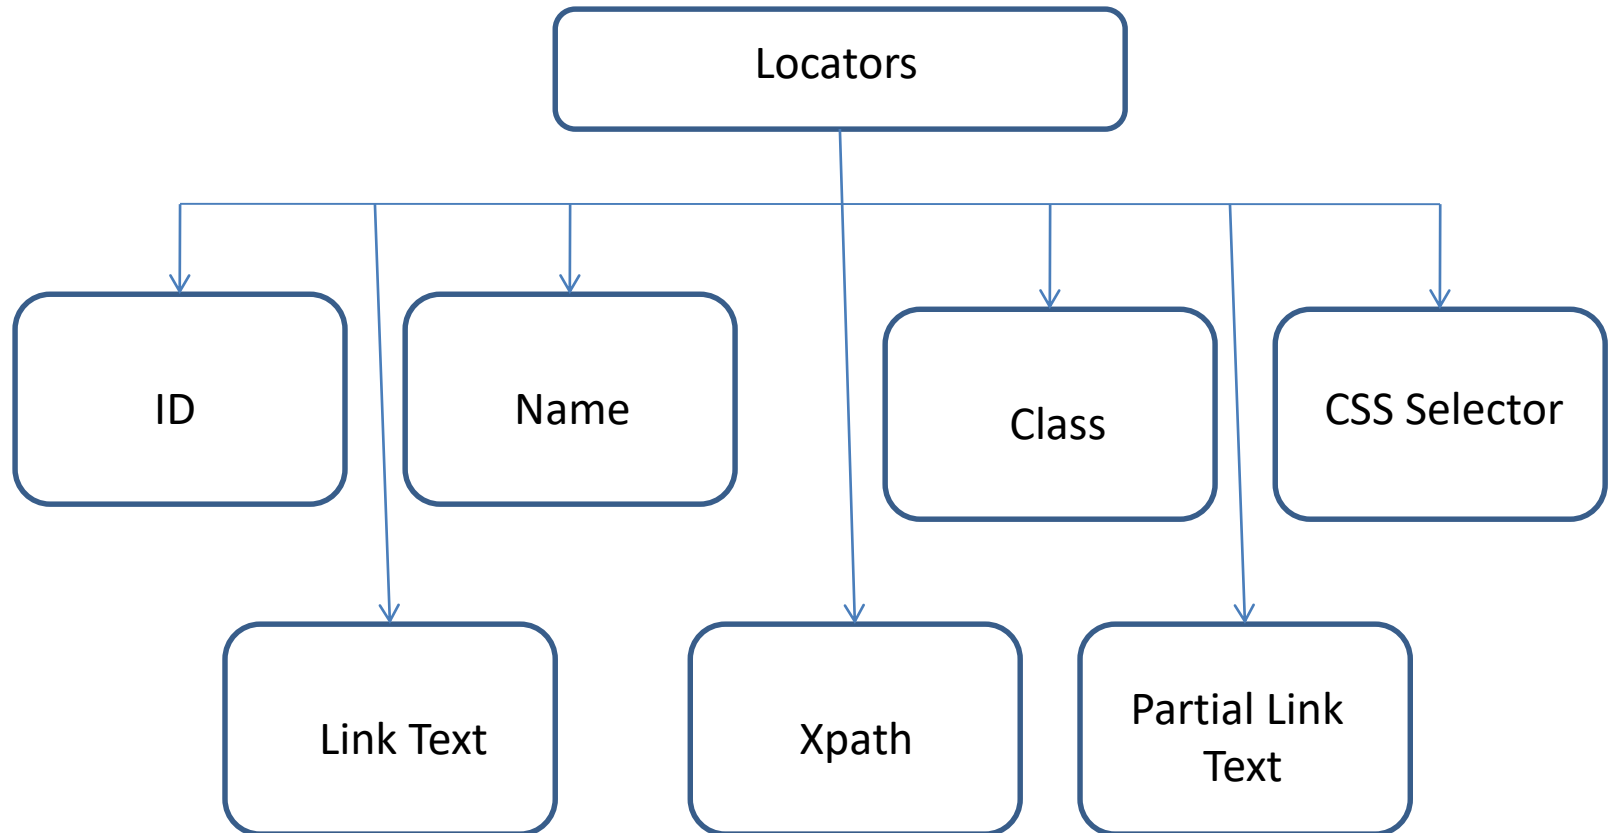 Locators
ID
Name
Class
CSS Selector
Link Text
Xpath
Partial Link
Text